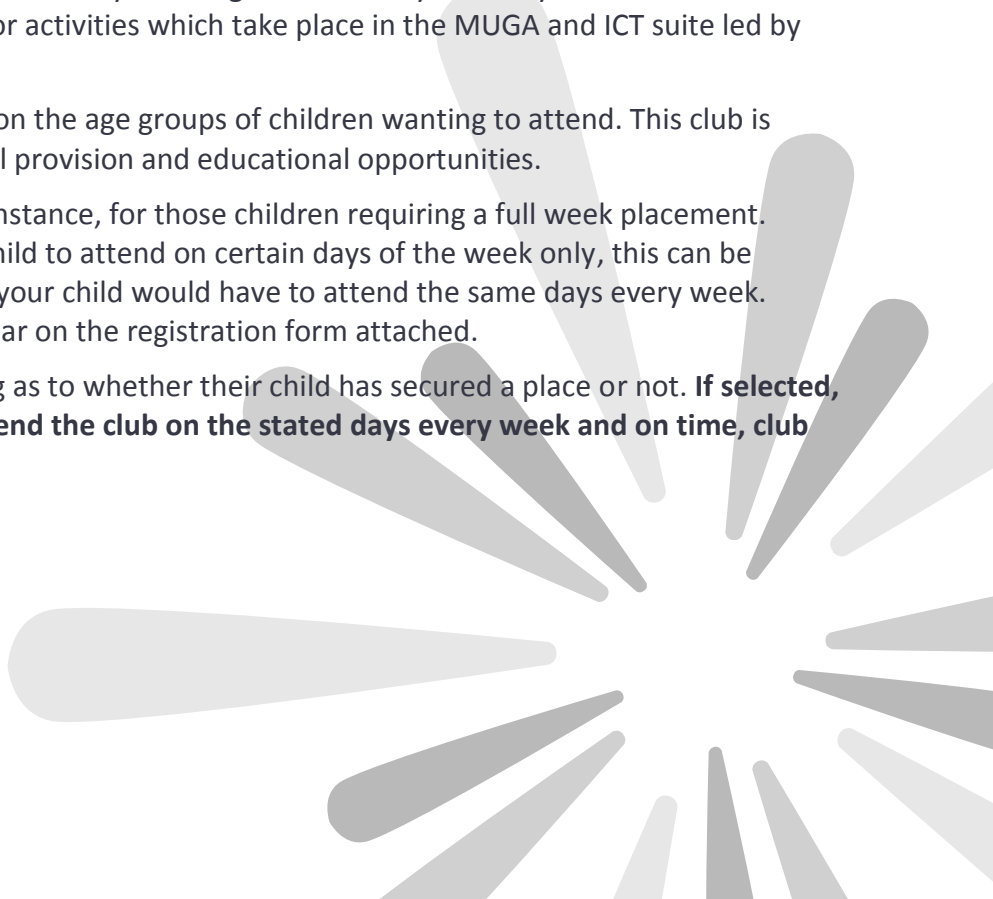 or activities which take place in the MUGA and ICT suite led by
on the age groups of children wanting to attend. This club is
l provision and educational opportunities.
nstance, for those children requiring a full week placement.
hild to attend on certain days of the week only, this can be
your child would have to attend the same days every week.
ar on the registration form attached.
g as to whether their child has secured a place or not. If selected,
end the club on the stated days every week and on time, club